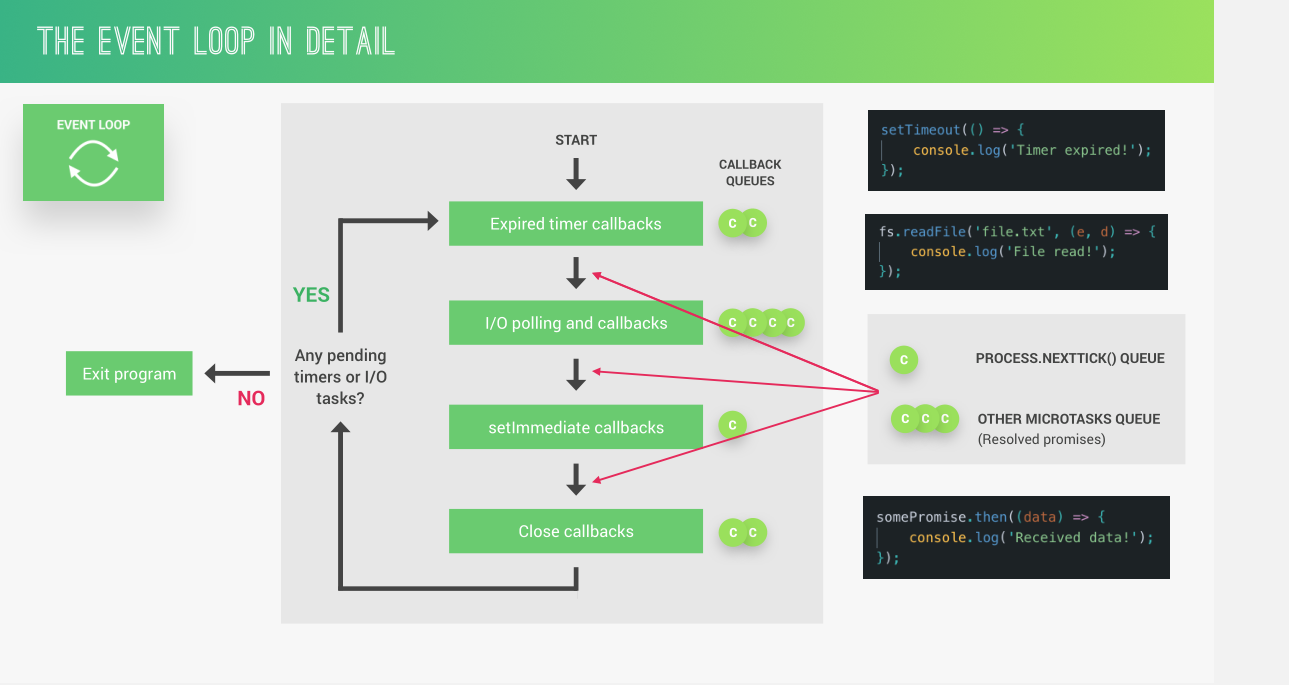 THE EVENT LOOP IN DETAIL
EVENT LOOP
START
CALLBACK
QUEUES
Expired timer callbacks
C C
I/O polling and callbacks
C C C C
setImmediate callbacks
C
Close callbacks
C C
YES
Any pending
timers or I/O
tasks?
NO
Exit program
setTimeout(() => {
console.log('Timer expired!');
});
fs.readFile('file.txt', (e, d) => {
console.log('File read!');
});
C
PROCESS.NEXTTICK() QUEUE
C C C
OTHER MICROTASKS QUEUE
(Resolved promises)
somePromise.then((data) => {
console.log('Received data!');
});